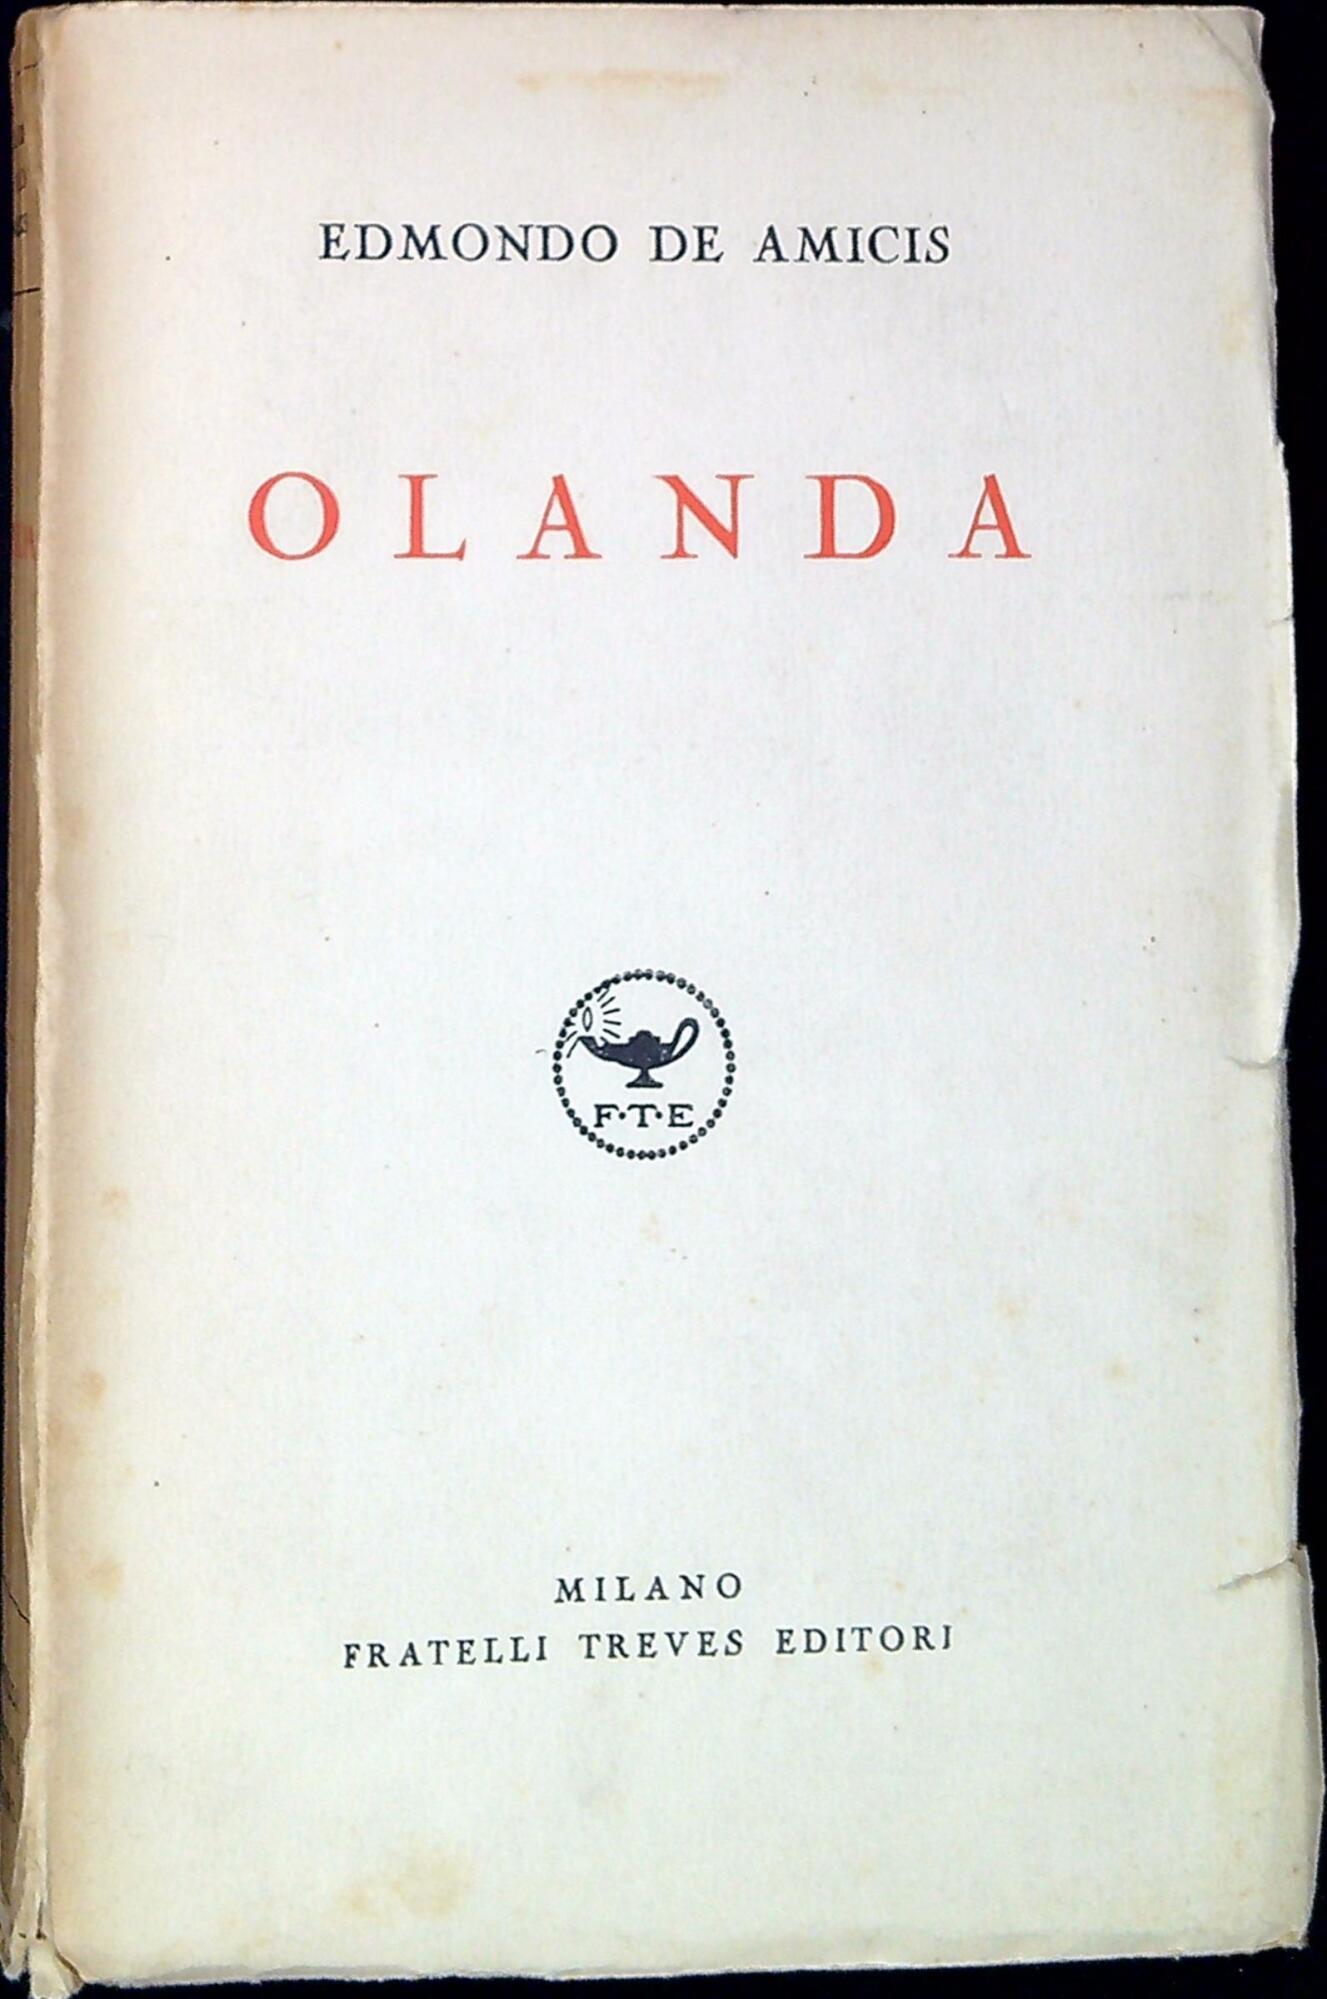 EDMONDO DE AMICIS
OLANDA
F·T·E
MILANO
FRATELLI TREVES EDITORI